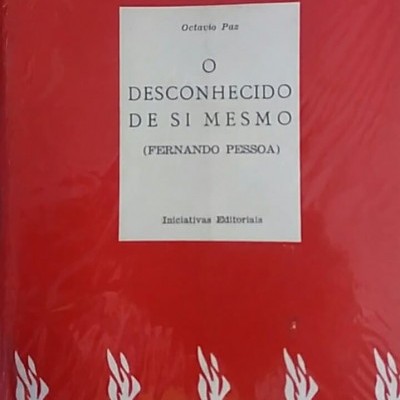 Octavio Paz
O
DESCONHECIDO
DE SI MESMO
(FERNANDO PESSOA)
Iniciativas Editoriais